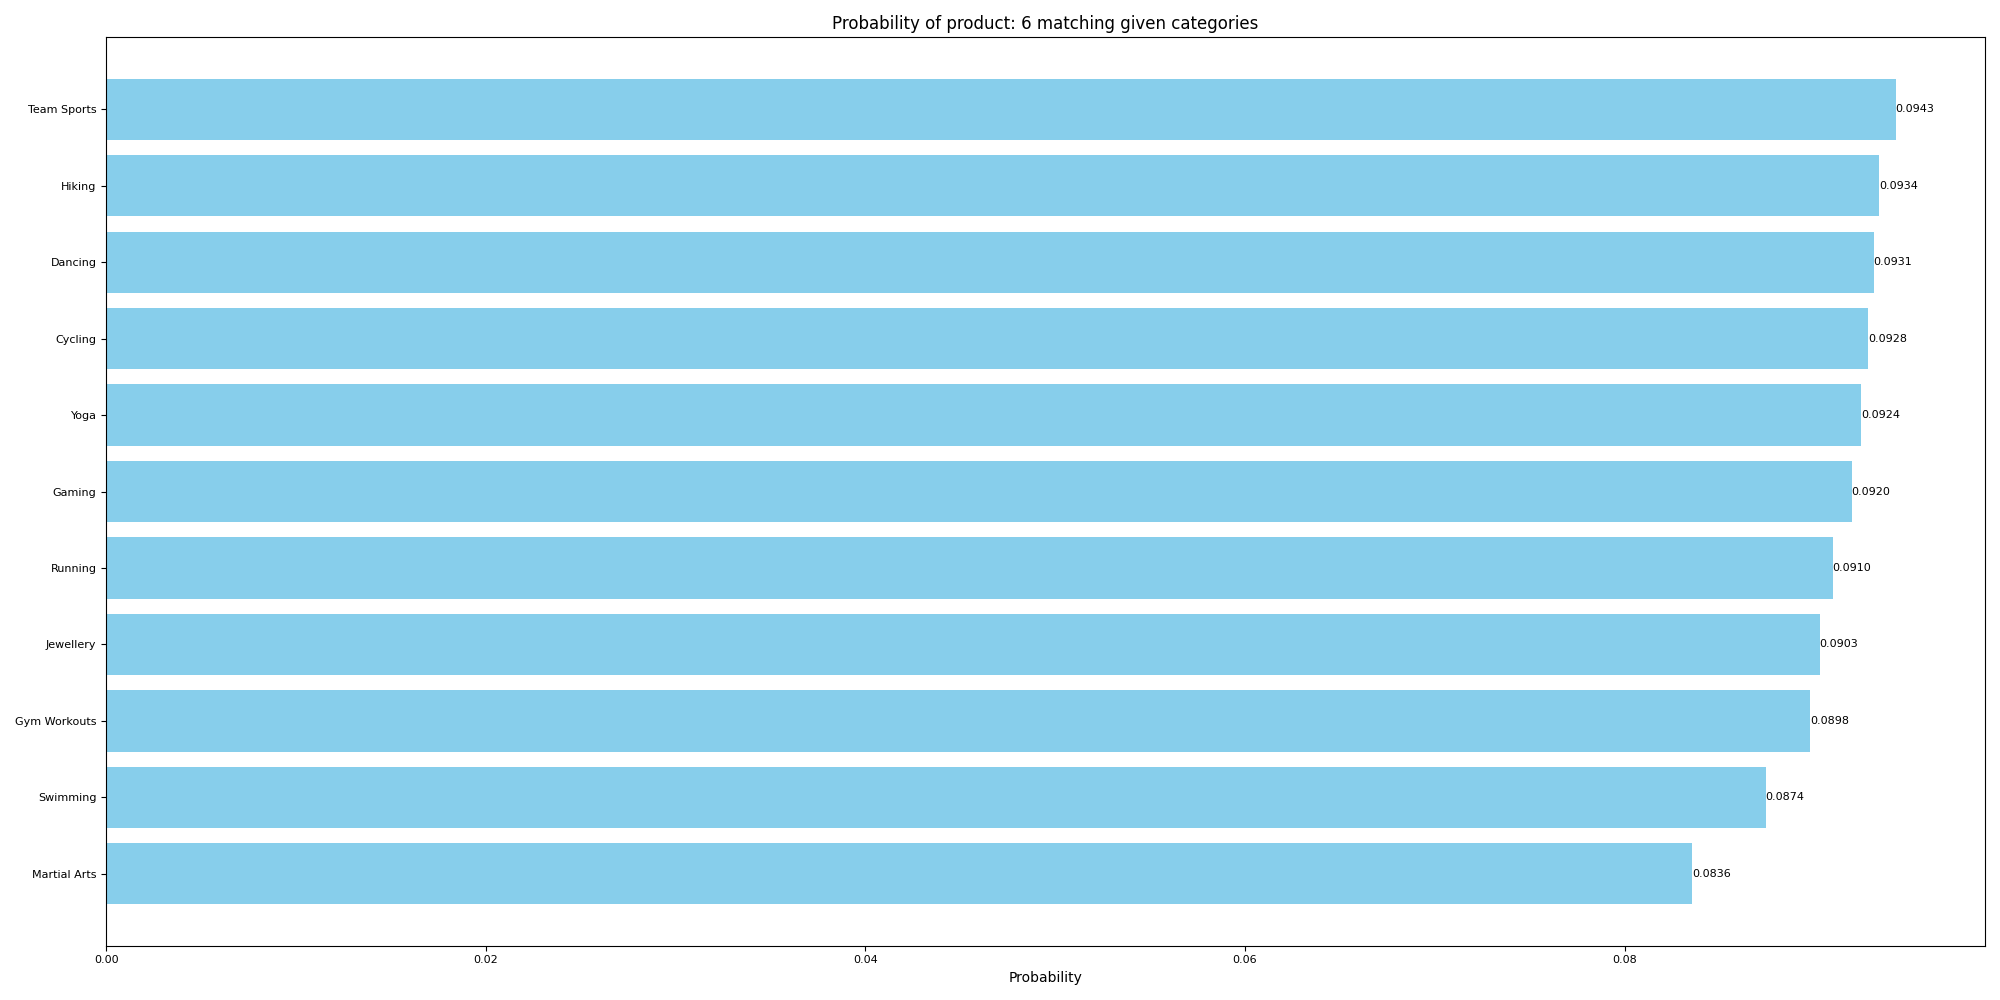 Probability of product: 6 matching given categories
Team Sports 0.0943
Hiking 0.0934
Dancing 0.0931
Cycling 0.0928
Yoga 0.0924
Gaming 0.0920
Running 0.0910
Jewellery 0.0903
Gym Workouts 0.0898
Swimming 0.0874
Martial Arts 0.0836
0.00 0.02 0.04 0.06 0.08
Probability